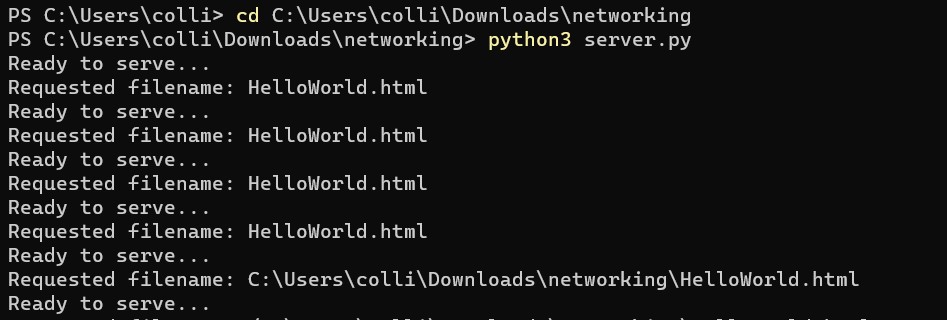 PS C:\Users\colli> cd C:\Users\colli\Downloads\networking
PS C:\Users\colli\Downloads\networking> python3 server.py
Ready to serve...
Requested filename: HelloWorld.html
Ready to serve...
Requested filename: HelloWorld.html
Ready to serve...
Requested filename: HelloWorld.html
Ready to serve...
Requested filename: HelloWorld.html
Ready to serve...
Requested filename: C:\Users\colli\Downloads\networking\HelloWorld.html
Ready to serve...